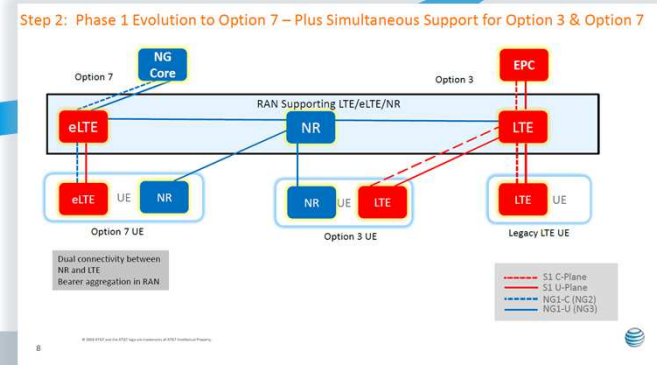 Step 2: Phase 1 Evolution to Option 7 – Plus Simultaneous Support for Option 3 & Option 7
NG
Core
EPC
Option 7
Option 3
RAN Supporting LTE/eLTE/NR
eLTE
NR
LTE
eLTE
UE
NR
NR
UE
LTE
LTE
UE
Option 7 UE
Option 3 UE
Legacy LTE UE
Dual connectivity between
NR and LTE
Bearer aggregation in RAN
S1 C-Plane
S1 U-Plane
NG1-C (NG2)
NG1-U (NG3)
8